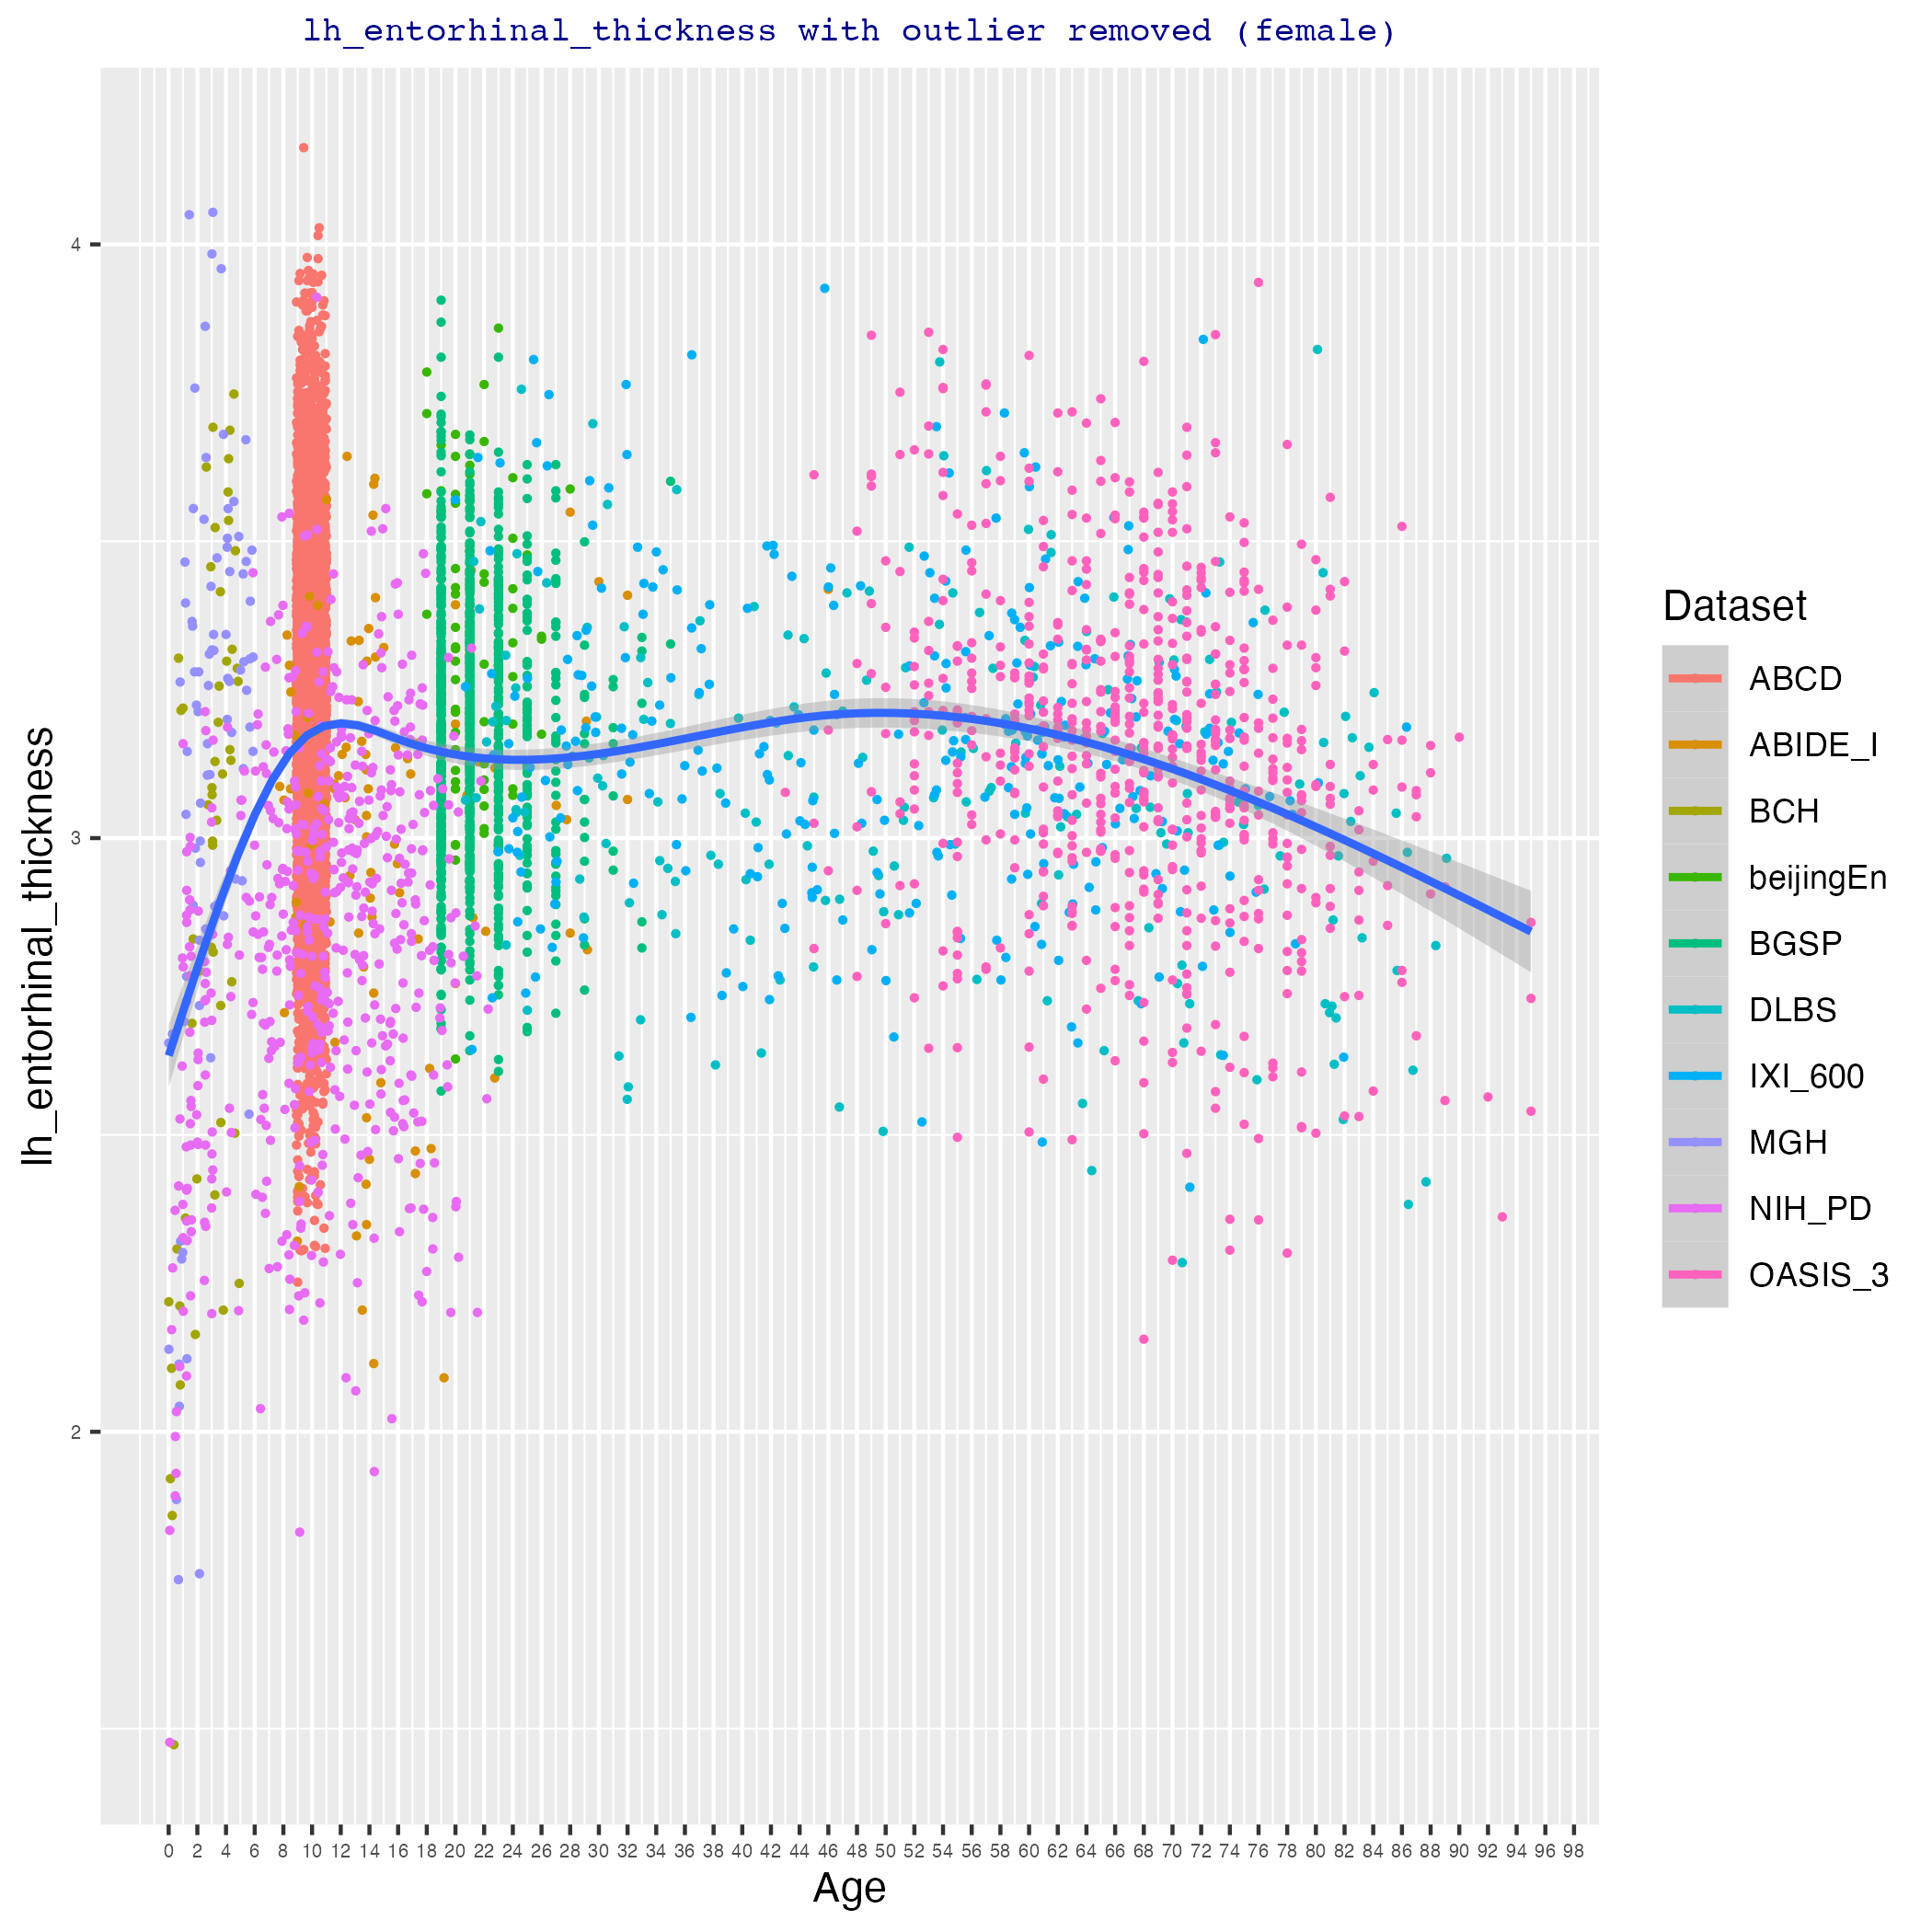 lh_entorhinal_thickness with outlier removed (female)
lh_entorhinal_thickness
4
3
2
0 2 4 6 8 10 12 14 16 18 20 22 24 26 28 30 32 34 36 38 40 42 44 46 48 50 52 54 56 58 60 62 64 66 68 70 72 74 76 78 80 82 84 86 88 90 92 94 96 98
Age
Dataset
ABCD
ABIDE_I
BCH
beijingEn
BGSP
DLBS
IXI_600
MGH
NIH_PD
OASIS_3